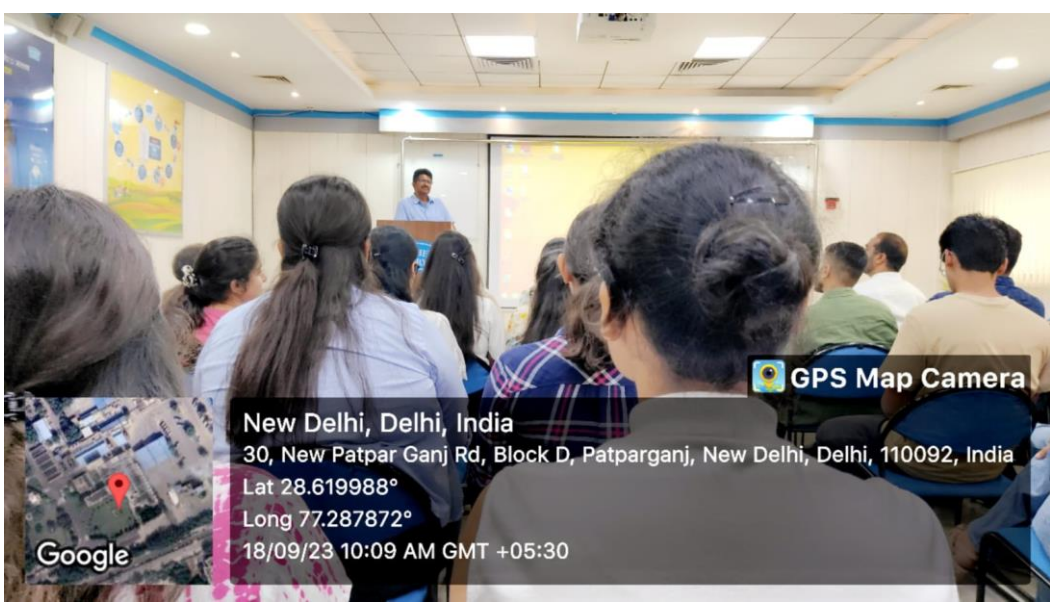 GPS Map Camera
New Delhi, Delhi, India
30, New Patpar Ganj Rd, Block D, Patparganj, New Delhi, Delhi, 110092, India
Lat 28.619988°
Long 77.287872°
18/09/23 10:09 AM GMT +05:30
Google